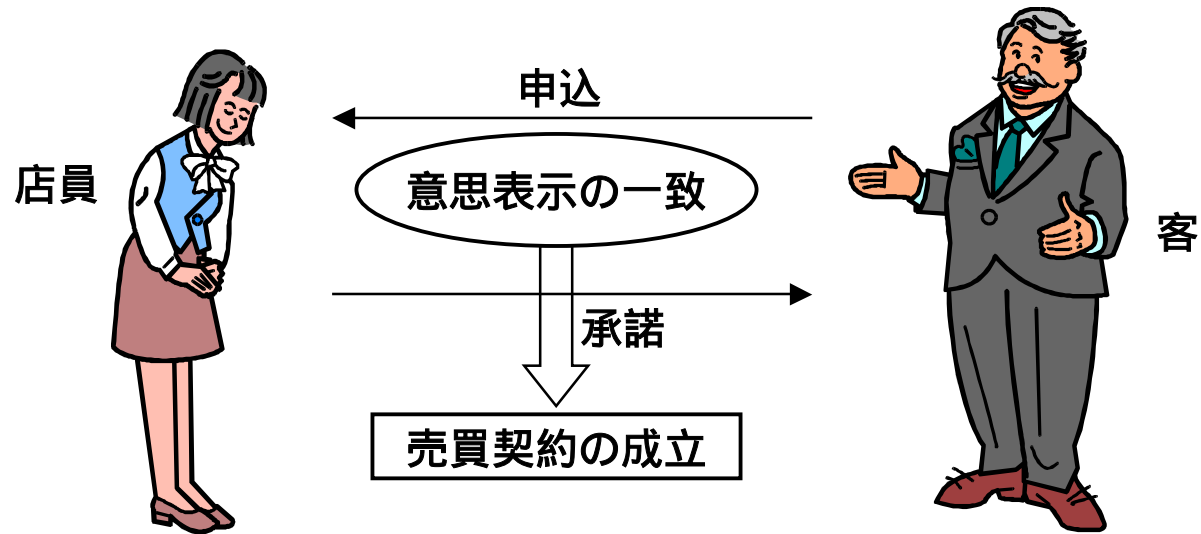 申込
店員
意思表示の一致
客
承諾
売買契約の成立